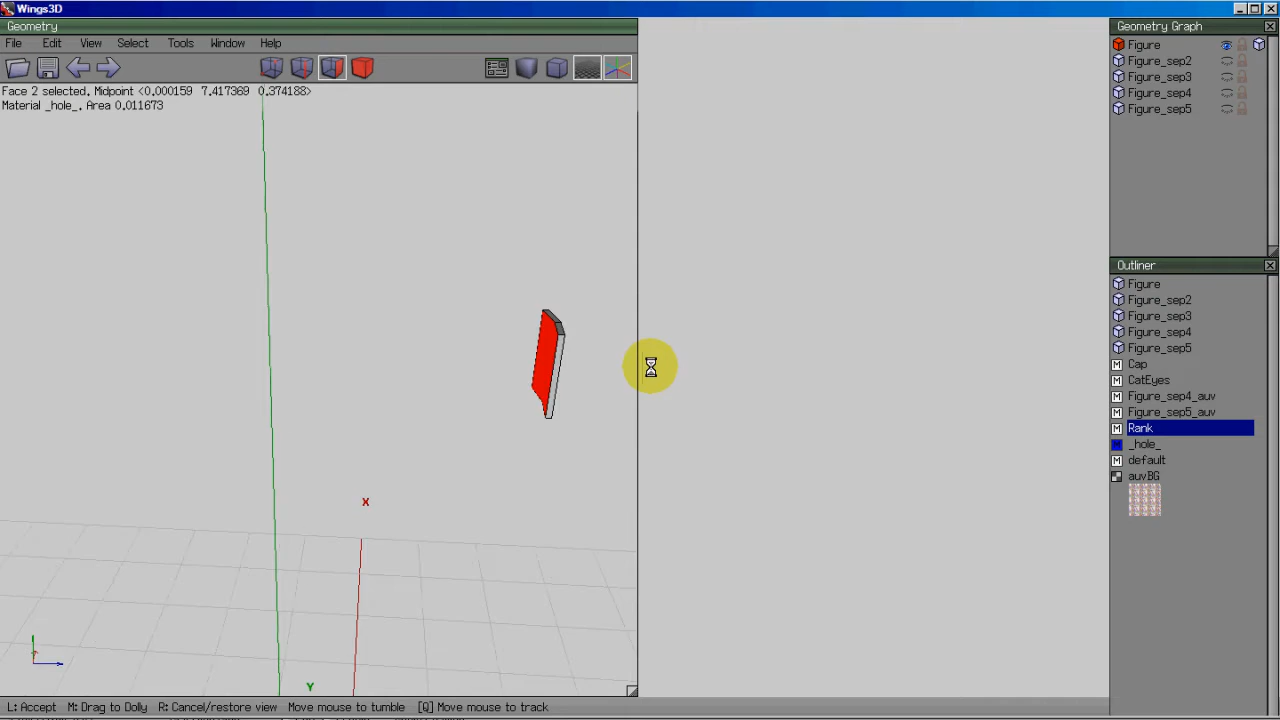 Wings3D
Geometry
File Edit View Select Tools Window Help
Face 2 selected. Midpoint <0.000159 7.417369 0.374188>
Material _hole_. Area 0.011673
X
Y
L: Accept M: Drag to Dolly R: Cancel/restore view Move mouse to tumble [Q] Move mouse to track
Geometry Graph
Figure
Figure_sep2
Figure_sep3
Figure_sep4
Figure_sep5
Outliner
Figure
Figure_sep2
Figure_sep3
Figure_sep4
Figure_sep5
M Cap
M CatEyes
M Figure_sep4_auv
M Figure_sep5_auv
M Rank
M _hole_
M default
auvBG